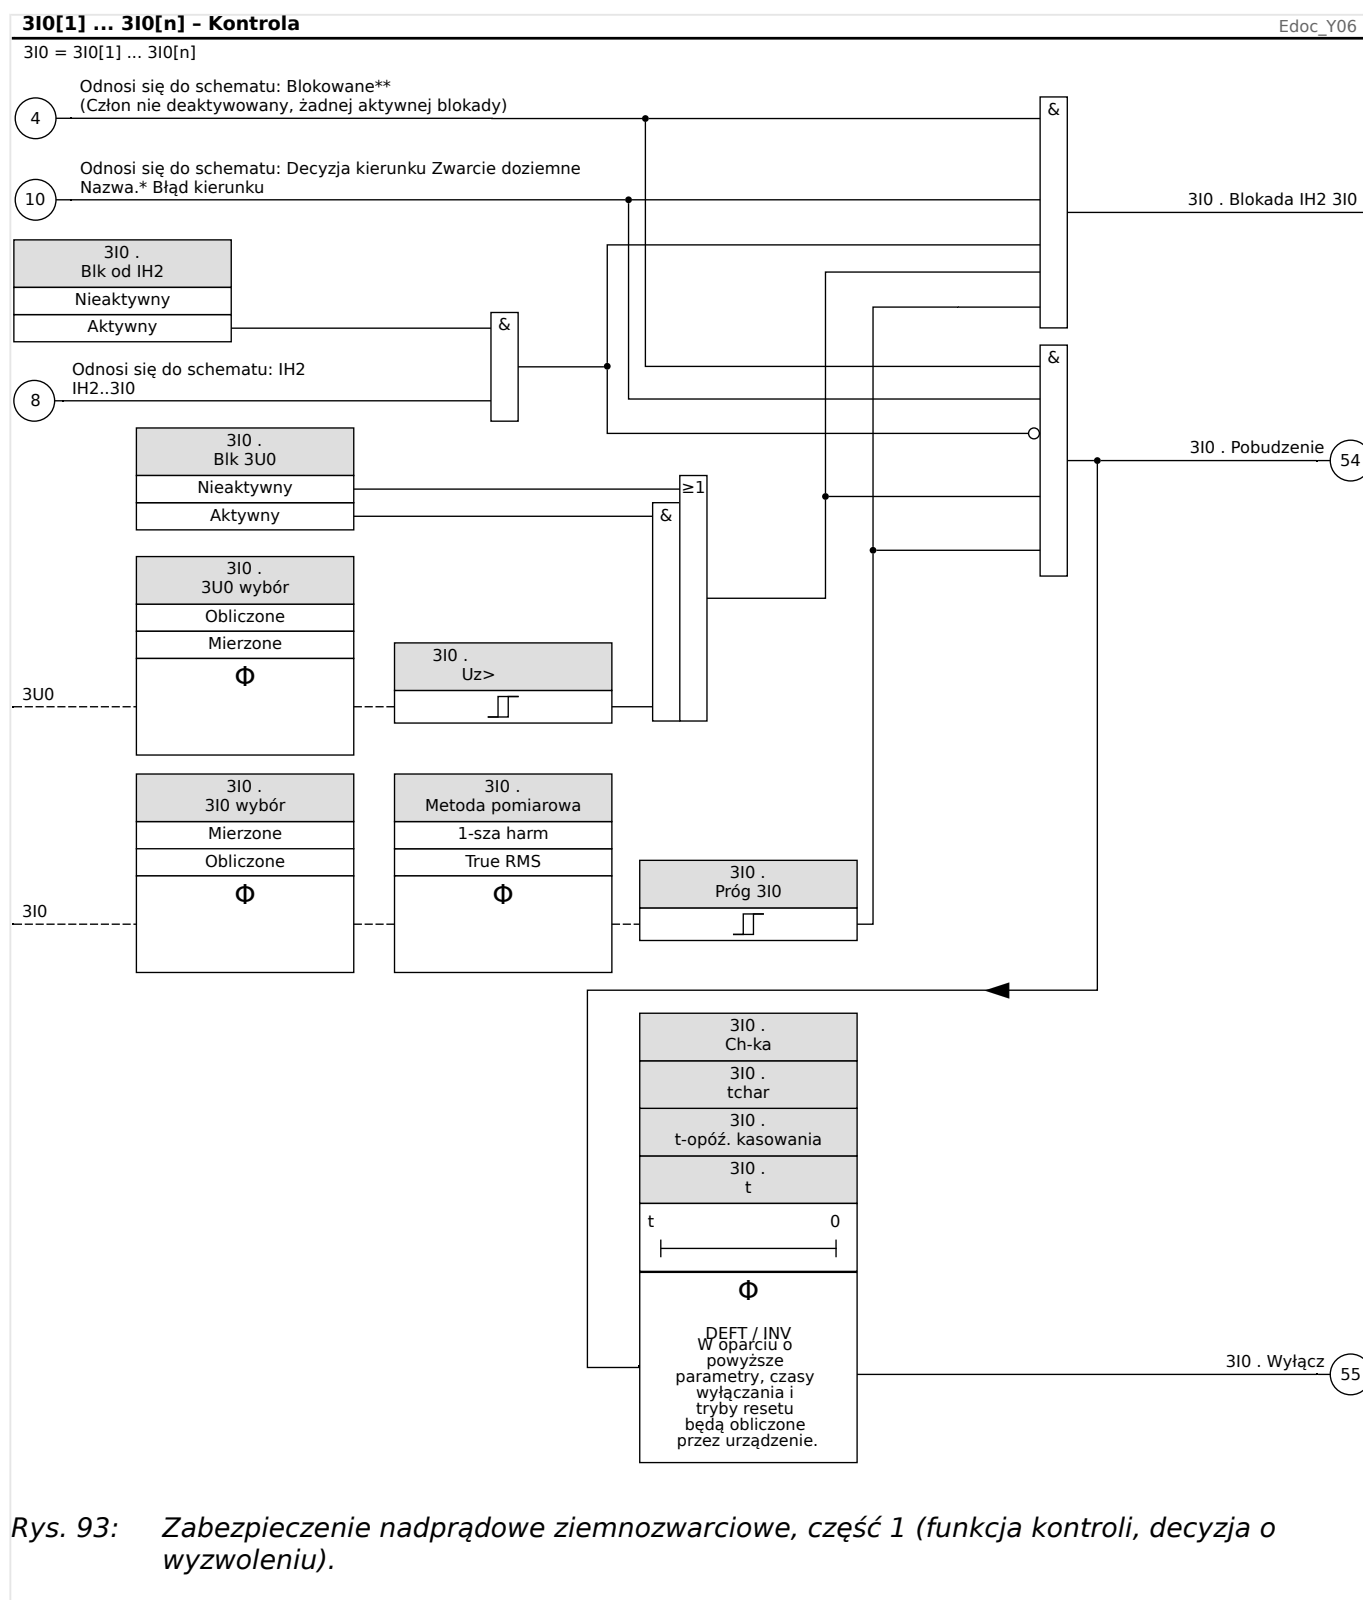 3I0[1] ... 3I0[n] – Kontrola
Edoc_Y06
3I0 = 3I0[1] ... 3I0[n]
Odnosi się do schematu: Blokowane**
(Człon nie deaktywowany, żadnej aktywnej blokady)
4
&
Odnosi się do schematu: Decyzja kierunku Zwarcie doziemne
Nazwa.* Błąd kierunku
10
3I0 . Blokada IH2 3I0
3I0 .
Blk od IH2
Nieaktywny
Aktywny
&
&
Odnosi się do schematu: IH2
IH2..3I0
8
3I0 .
Blk 3U0
Nieaktywny
Aktywny
≥1
&
3I0 . Pobudzenie
54
3I0 .
3U0 wybór
Obliczone
Mierzone
Φ
3U0
3I0 .
Uz>
3I0 .
3I0 wybór
Mierzone
Obliczone
Φ
3I0
3I0 .
Metoda pomiarowa
1-sza harm
True RMS
Φ
3I0 .
Próg 3I0
3I0 .
Ch-ka
3I0 .
tchar
3I0 .
t-opóź. kasowania
3I0 .
t
t 0
Φ
DEFT / INV
W oparciu o
powyższe
parametry, czasy
wyłączania i
tryby resetu
będą obliczone
przez urządzenie.
3I0 . Wyłącz
55
Rys. 93: Zabezpieczenie nadprądowe ziemnozwarciowe, część 1 (funkcja kontroli, decyzja o
wyzwoleniu).